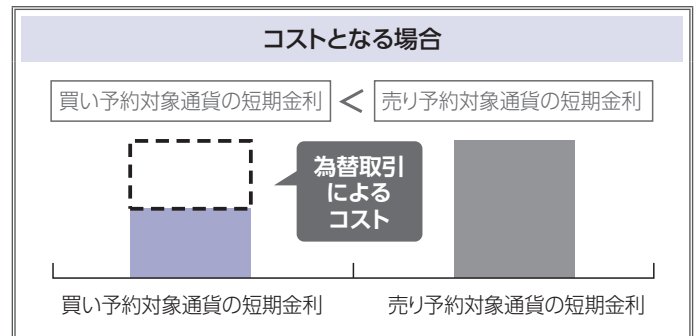 コストとなる場合
買い予約対象通貨の短期金利 < 売り予約対象通貨の短期金利
為替取引
による
コスト
買い予約対象通貨の短期金利 売り予約対象通貨の短期金利